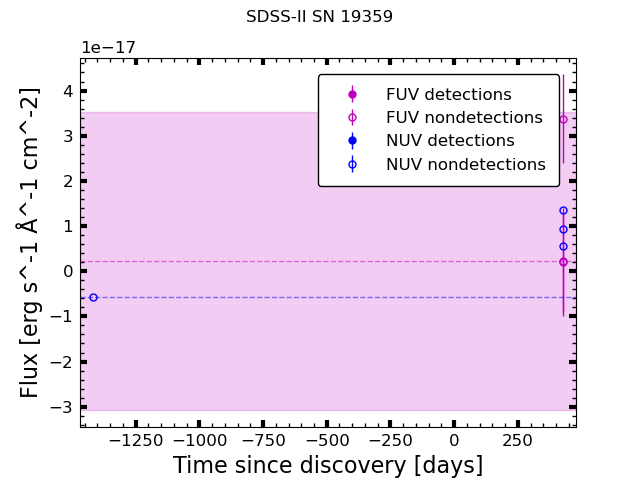 SDSS-II SN 19359
1e−17
FUV detections
FUV nondetections
NUV detections
NUV nondetections
4
3
2
1
0
−1
−2
−3
Flux [erg s^-1 Å^-1 cm^-2]
−1250 −1000 −750 −500 −250 0 250
Time since discovery [days]